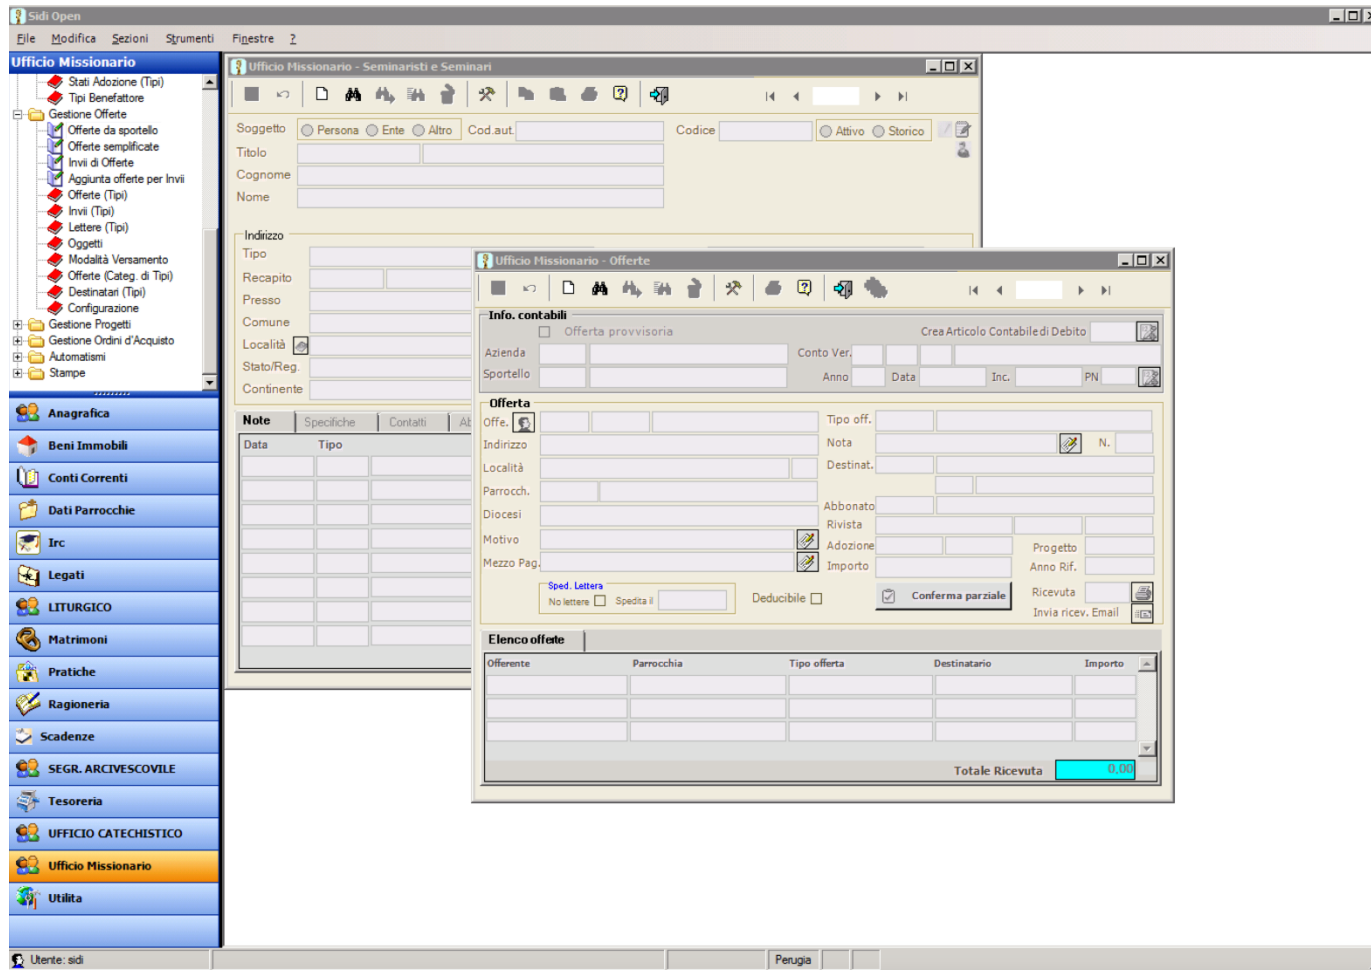 Sidi Open
File Modifica Sezioni Strumenti Finestre ?
Ufficio Missionario
Stati Adozione (Tipi)
Tipi Benefattore
Gestione Offerte
Offerte da sportello
Offerte semplificate
Invii di Offerte
Aggiunta offerte per Invii
Offerte (Tipi)
Invii (Tipi)
Lettere (Tipi)
Oggetti
Modalità Versamento
Offerte (Categ. di Tipi)
Destinatari (Tipi)
Configurazione
Gestione Progetti
Gestione Ordini d'Acquisto
Automatismi
Stampe
Anagrafica
Beni Immobili
Conti Correnti
Dati Parrocchie
Irc
Legati
LITURGICO
Matrimoni
Pratiche
Ragioneria
Scadenze
SEGR. ARCIVESCOVILE
Tesoreria
UFFICIO CATECHISTICO
Ufficio Missionario
Utilita
Ufficio Missionario - Seminaristi e Seminari
Soggetto Persona Ente Altro Cod.aut. Codice Attivo Storico
Titolo
Cognome
Nome
Indirizzo
Tipo
Recapito
Presso
Comune
Località
Stato/Reg.
Continente
Note Specifiche Contatti
Data Tipo
Ufficio Missionario - Offerte
Info. contabili
Offerta provvisoria Crea Articolo Contabile di Debito
Azienda Conto Ver.
Sportello Anno Data Inc. PN
Offerta
Offe. Tipo off.
Indirizzo Nota N.
Località Destinat.
Parrocch.
Abbonato
Diocesi Rivista
Motivo Adozione Progetto
Mezzo Pag. Importo Anno Rif.
Sped. Lettera
No lettere Spedita il Deducibile Conferma parziale Ricevuta
Invia ricev. Email
Elenco offerte
Offerente Parrocchia Tipo offerta Destinatario Importo
Totale Ricevuta 0,00
Utente: sidi Perugia